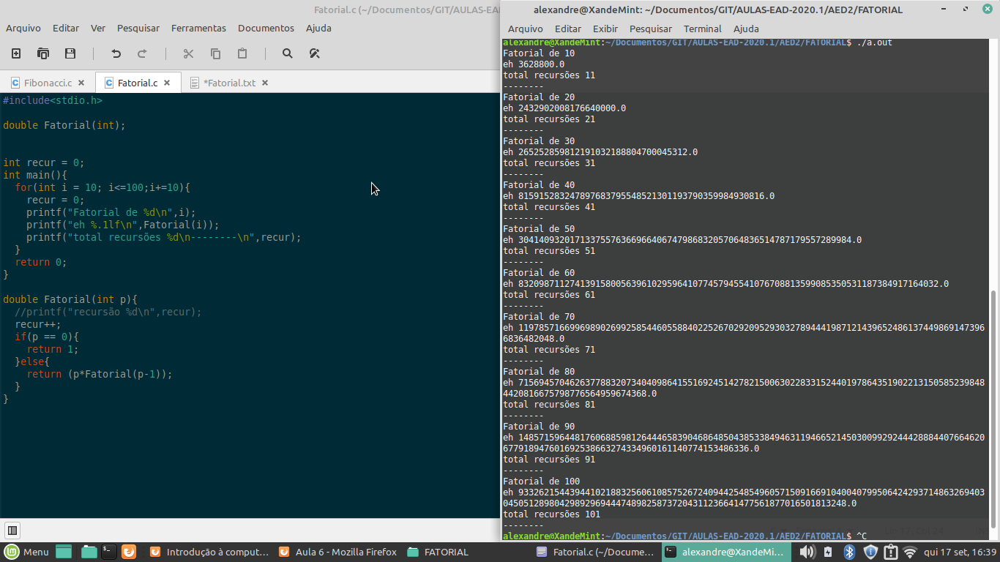 Fatorial.c (~/Documentos/GIT/AULAS-EA
Arquivo Editar Ver Pesquisar Ferramentas Documentos Ajuda
Fibonacci.c
Fatorial.c
*Fatorial.txt
#include<stdio.h>
double Fatorial(int);
int recur = 0;
int main(){
for(int i = 10; i<=100;i+=10){
recur = 0;
printf("Fatorial de %d\n",i);
printf("eh %.1lf\n",Fatorial(i));
printf("total recursões %d\n--------\n",recur);
}
return 0;
}
double Fatorial(int p){
//printf("recursão %d\n",recur);
recur++;
if(p == 0){
return 1;
}else{
return (p*Fatorial(p-1));
}
}
alexandre@XandeMint: ~/Documentos/GIT/AULAS-EAD-2020.1/AED2/FATORIAL
Arquivo Editar Exibir Pesquisar Terminal Ajuda
alexandre@XandeMint:~/Documentos/GIT/AULAS-EAD-2020.1/AED2/FATORIAL$ ./a.out
Fatorial de 10
eh 3628800.0
total recursões 11
--------
Fatorial de 20
eh 2432902008176640000.0
total recursões 21
--------
Fatorial de 30
eh 265252859812191032188804700045312.0
total recursões 31
--------
Fatorial de 40
eh 815915283247897683795548521301193790359984930816.0
total recursões 41
--------
Fatorial de 50
eh 30414093201713375576366966406747986832057064836514787179557289984.0
total recursões 51
--------
Fatorial de 60
eh 8320987112741391580056396102959641077457945541076708813599085350531187384917164032.0
total recursões 61
--------
Fatorial de 70
eh 1197857166996989026992585446055884022526702920952930327894441987121439652486137449869147396
6836482048.0
total recursões 71
--------
Fatorial de 80
eh 7156945704626377883207340409864155169245142782150063022833152440197864351902213150585239848
4420816675798776564959674368.0
total recursões 81
--------
Fatorial de 90
eh 1485715964481760688598126444658390468648504385338494631194665214503009929244428884407664620
677918947601692538663274334960161140774153486336.0
total recursões 91
--------
Fatorial de 100
eh 9332621544394410218832560610857526724094425485496057150916691040040799506424293714863269403
0450512898042989296944474898258737204311236641477561877016501813248.0
total recursões 101
--------
alexandre@XandeMint:~/Documentos/GIT/AULAS-EAD-2020.1/AED2/FATORIAL$ ^C
Menu
Introdução à comput...
Aula 6 - Mozilla Firefox
FATORIAL
Fatorial.c (~/Docume...
alexandre@XandeMi...
qui 17 set, 16:39